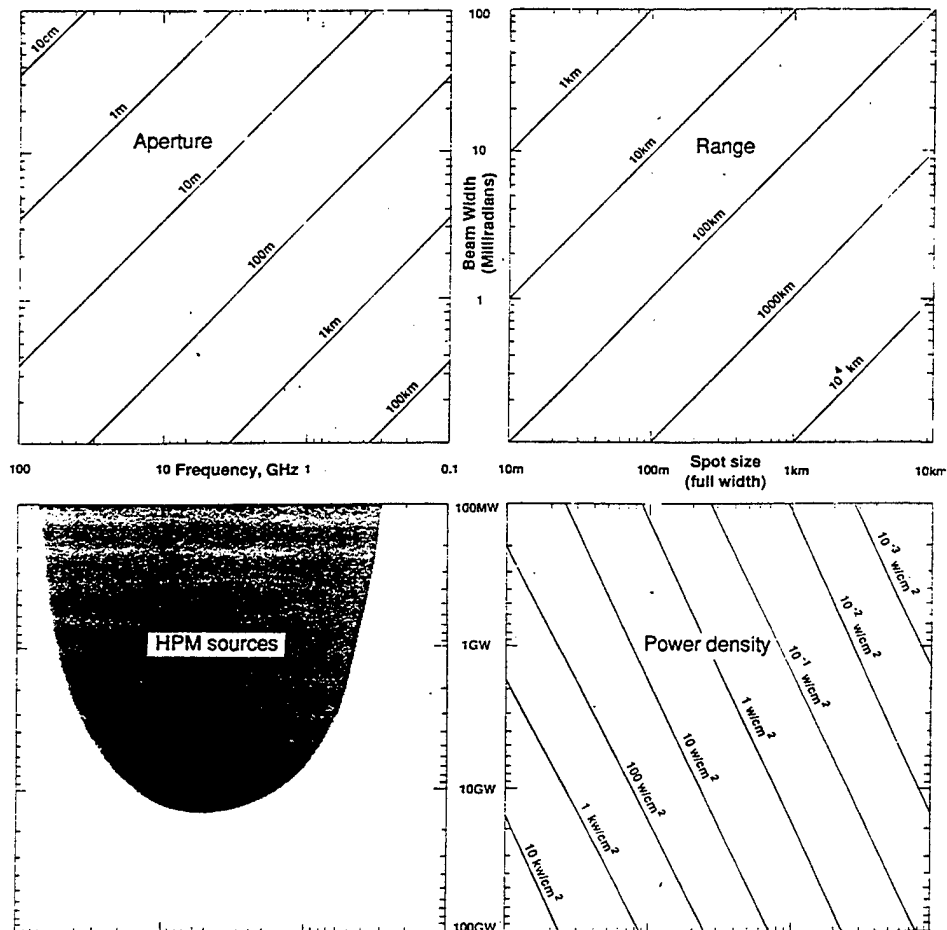 10cm
1m
Aperture
10m
100m
1km
100km
100
10
1
Beam Width
(Milliradians)
1km
10km
Range
100km
1000km
10⁴ km
100
10 Frequency, GHz 1
0.1
10m
100m
Spot size
(full width)
1km
10km
HPM sources
100MW
1GW
10GW
100GW
Power density
10⁻³ w/cm²
10⁻² w/cm²
10⁻¹ w/cm²
1 w/cm²
10 w/cm²
100 w/cm²
1 kw/cm²
10 kw/cm²